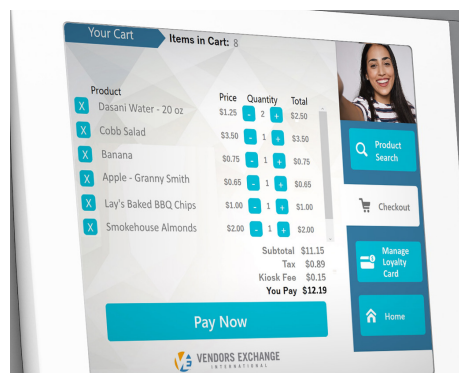 Your Cart
Items in Cart: 8
Product Price Quantity Total
X Dasani Water - 20 oz $1.25 - 2 + $2.50
X Cobb Salad $3.50 - 1 + $3.50
X Banana $0.75 - 1 + $0.75
X Apple - Granny Smith $0.65 - 1 + $0.65
X Lay's Baked BBQ Chips $1.00 - 1 + $1.00
X Smokehouse Almonds $2.00 - 1 + $2.00
Subtotal $11.15
Tax $0.89
Kiosk Fee $0.15
You Pay $12.19
Pay Now
VENDORS EXCHANGE
INTERNATIONAL
Product
Search
Checkout
Manage
Loyalty
Card
Home